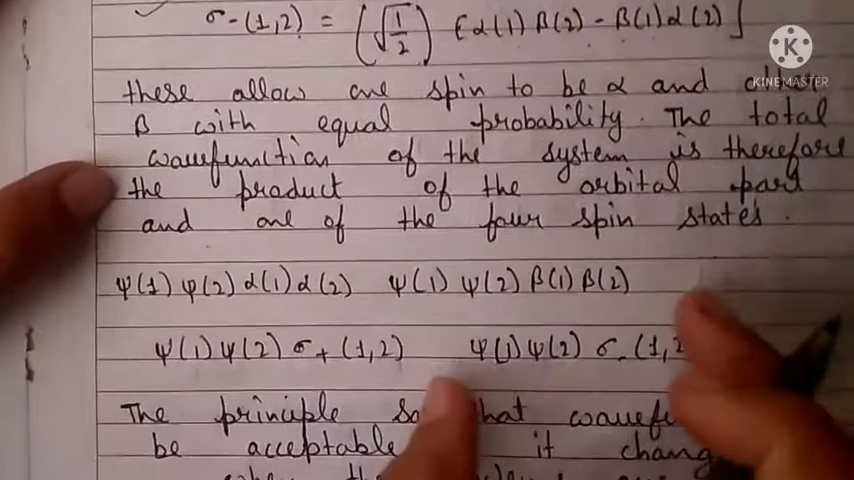 σ-(1,2) = (√1/2) [α(1) β(2) - β(1) α(2)]
K
KINEMASTER
these allow one spin to be α and other
β with equal probability. The total
wavefunction of the system is therefore
the product of the orbital part
and one of the four spin states.
ψ(1) ψ(2) α(1) α(2) ψ(1) ψ(2) β(1) β(2)
ψ(1) ψ(2) σ+ (1,2) ψ(1) ψ(2) σ- (1,2
The principle that
be acceptable it